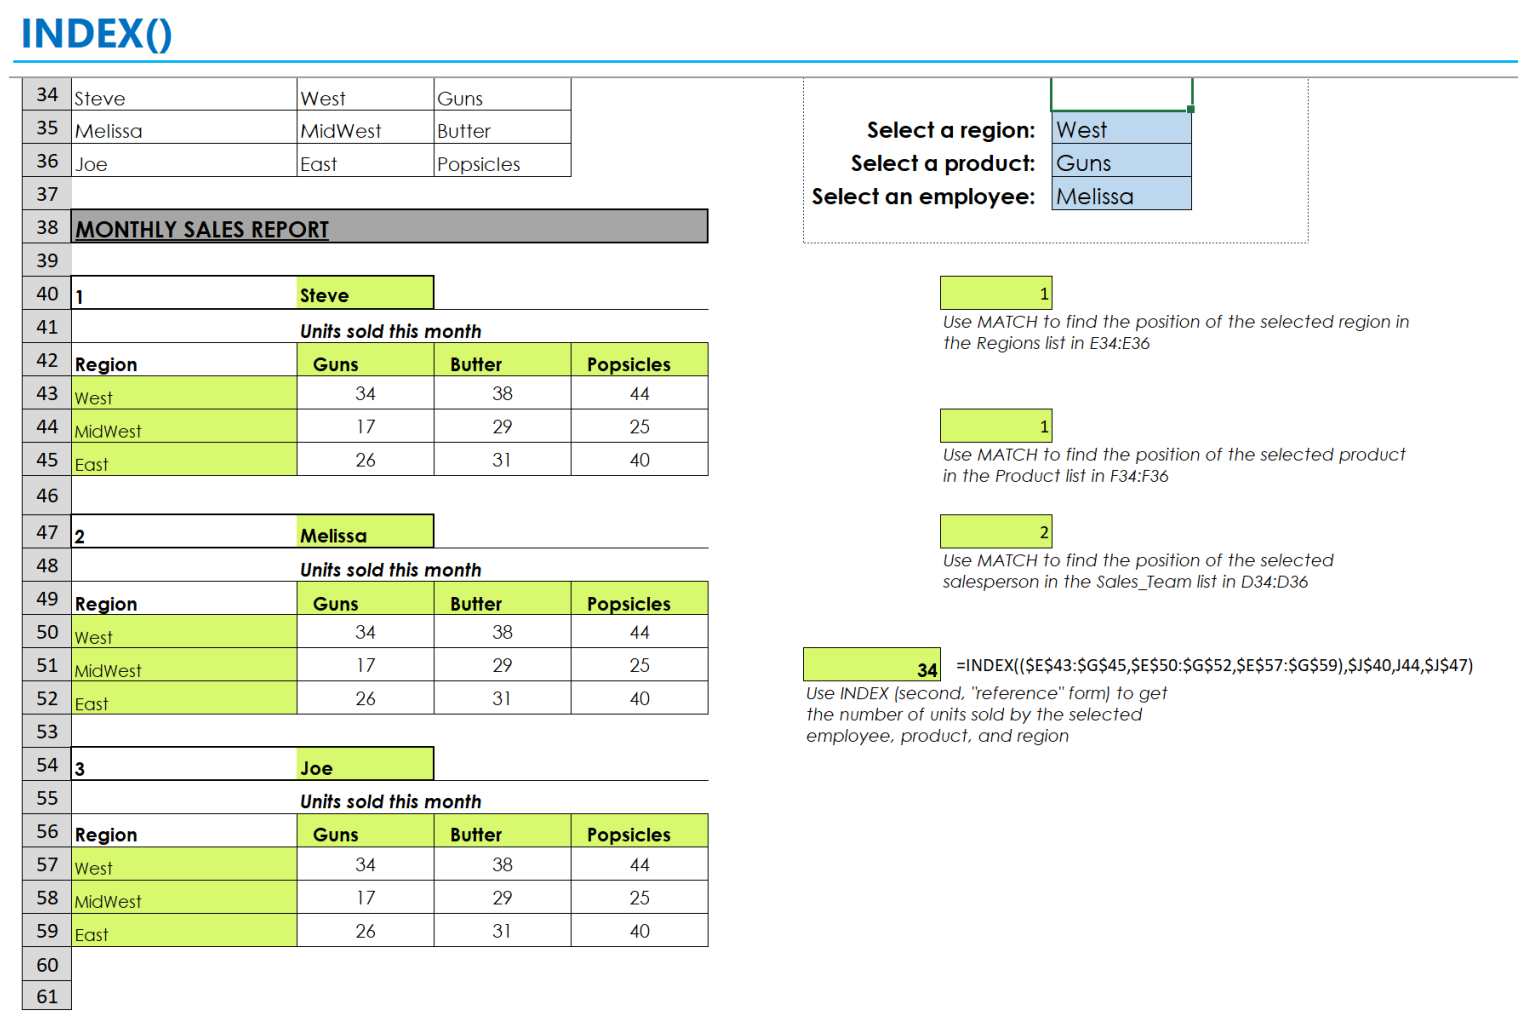 INDEX()
34 Steve West Guns
35 Melissa MidWest Butter
36 Joe East Popsicles
37
38 MONTHLY SALES REPORT
39
40 1 Steve
41 Units sold this month
42 Region Guns Butter Popsicles
43 West 34 38 44
44 MidWest 17 29 25
45 East 26 31 40
46
47 2 Melissa
48 Units sold this month
49 Region Guns Butter Popsicles
50 West 34 38 44
51 MidWest 17 29 25
52 East 26 31 40
53
54 3 Joe
55 Units sold this month
56 Region Guns Butter Popsicles
57 West 34 38 44
58 MidWest 17 29 25
59 East 26 31 40
60
61
Select a region: West
Select a product: Guns
Select an employee: Melissa
1
Use MATCH to find the position of the selected region in
the Regions list in E34:E36
1
Use MATCH to find the position of the selected product
in the Product list in F34:F36
2
Use MATCH to find the position of the selected
salesperson in the Sales_Team list in D34:D36
34 =INDEX(($E$43:$G$45,$E$50:$G$52,$E$57:$G$59),$J$40,J44,$J$47)
Use INDEX (second, "reference" form) to get
the number of units sold by the selected
employee, product, and region